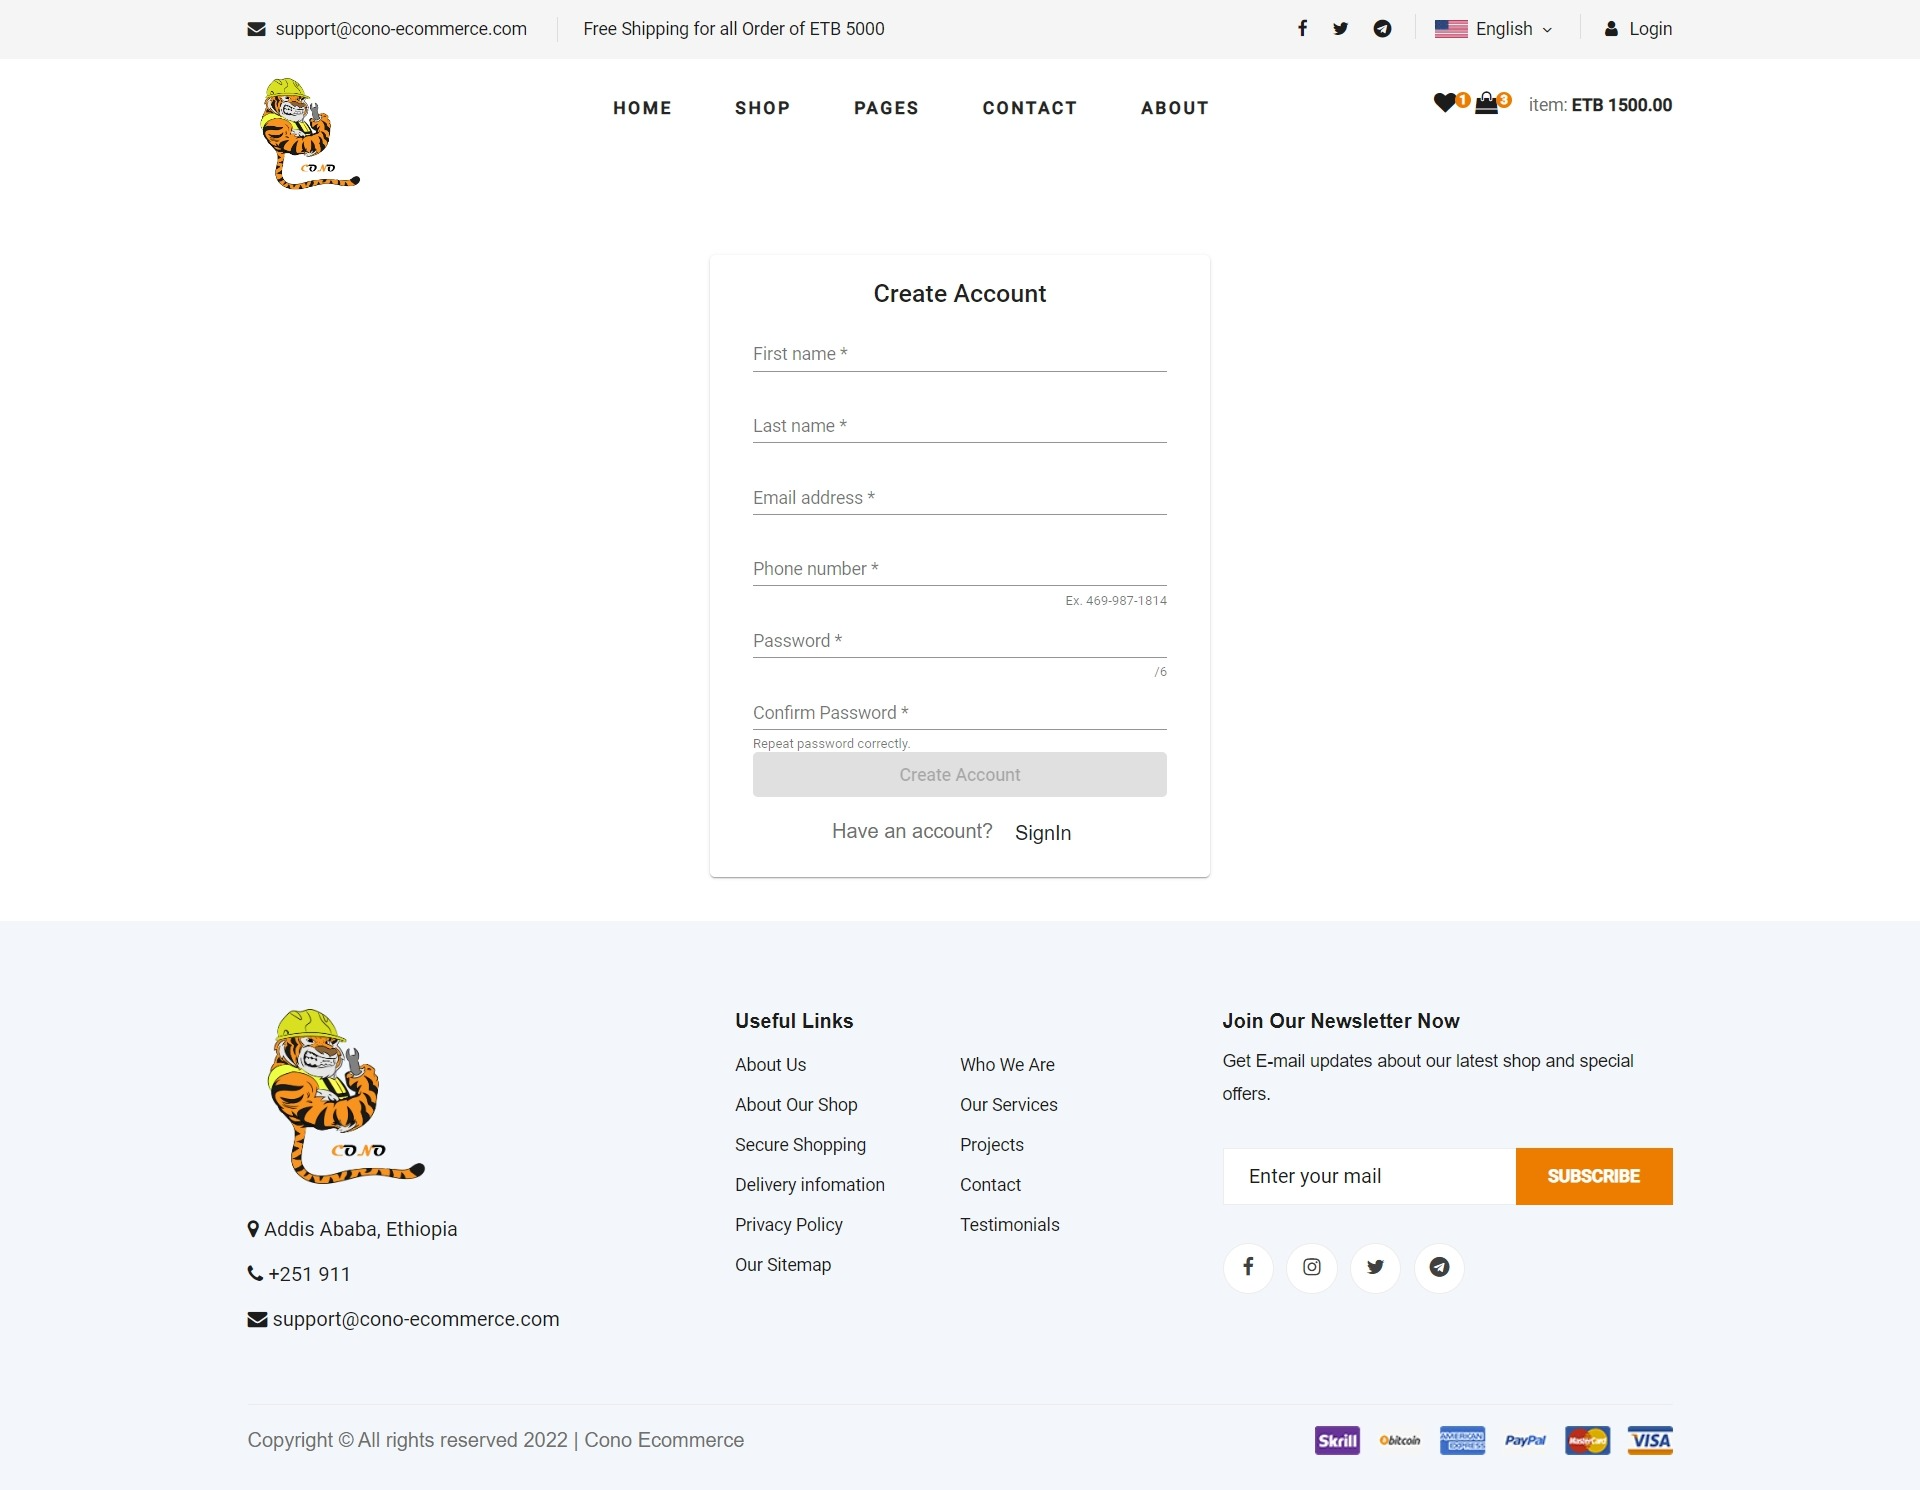 support@cono-ecommerce.com
Free Shipping for all Order of ETB 5000
English
Login
CONO
HOME
SHOP
PAGES
CONTACT
ABOUT
1
3
item: ETB 1500.00
Create Account
First name *
Last name *
Email address *
Phone number *
Ex. 469-987-1814
Password *
/6
Confirm Password *
Repeat password correctly.
Create Account
Have an account? SignIn
CONO
Addis Ababa, Ethiopia
+251 911
support@cono-ecommerce.com
Useful Links
About Us
About Our Shop
Secure Shopping
Delivery infomation
Privacy Policy
Our Sitemap
Who We Are
Our Services
Projects
Contact
Testimonials
Join Our Newsletter Now
Get E-mail updates about our latest shop and special
offers.
Enter your mail
SUBSCRIBE
Copyright © All rights reserved 2022 | Cono Ecommerce
Skrill
bitcoin
AMERICAN
EXPRESS
PayPal
MasterCard
VISA